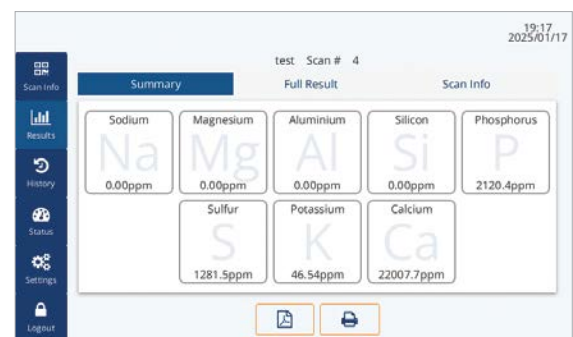 19:17
2025/01/17
test Scan # 4
Scan Info
Results
History
Status
Settings
Logout
Summary Full Result Scan Info
Sodium Magnesium Aluminium Silicon Phosphorus
Na Mg Al Si P
0.00ppm 0.00ppm 0.00ppm 0.00ppm 2120.4ppm
Sulfur Potassium Calcium
S K Ca
1281.5ppm 46.54ppm 22007.7ppm